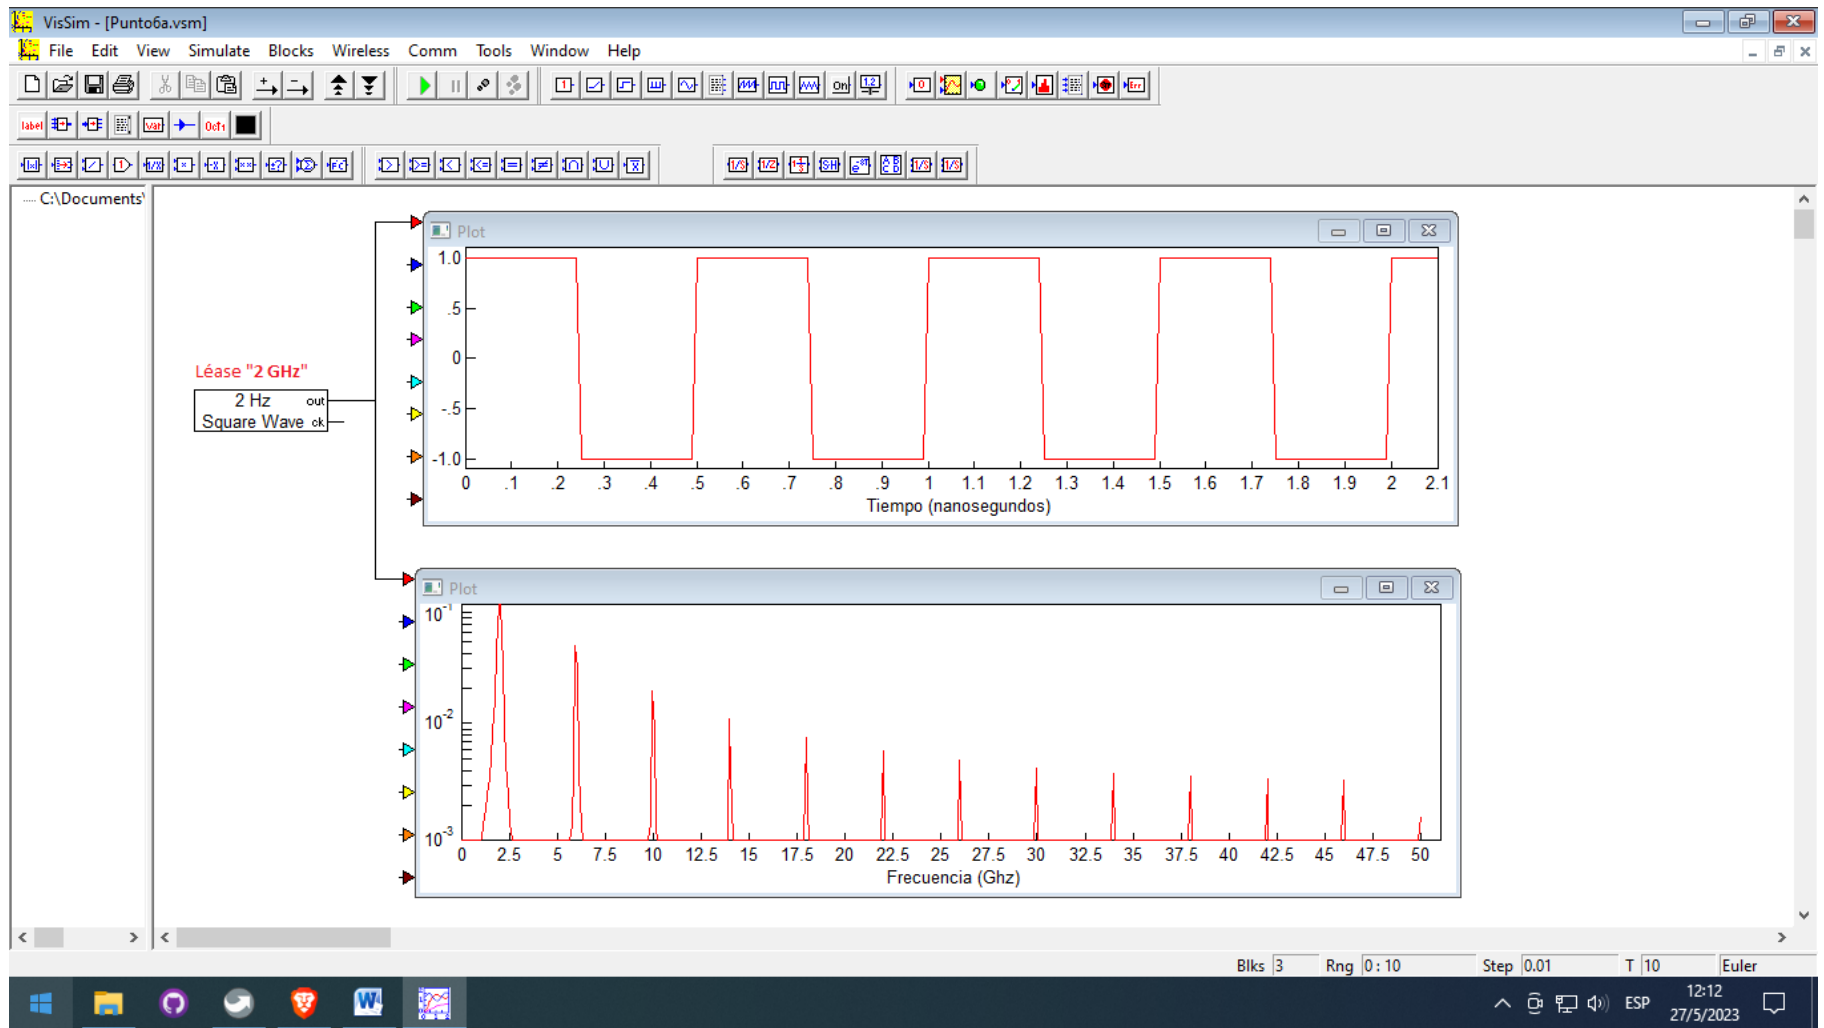 VisSim - [Punto6a.vsm]
File Edit View Simulate Blocks Wireless Comm Tools Window Help
C:\Documents\
Plot
1.0
.5
0
-.5
-1.0
0 .1 .2 .3 .4 .5 .6 .7 .8 .9 1 1.1 1.2 1.3 1.4 1.5 1.6 1.7 1.8 1.9 2 2.1
Tiempo (nanosegundos)
Léase "2 GHz"
2 Hz out
Square Wave ck
Plot
10-1
10-2
10-3
0 2.5 5 7.5 10 12.5 15 17.5 20 22.5 25 27.5 30 32.5 35 37.5 40 42.5 45 47.5 50
Frecuencia (Ghz)
Blks 3 Rng 0 : 10 Step 0.01 T 10 Euler
ESP
12:12
27/5/2023